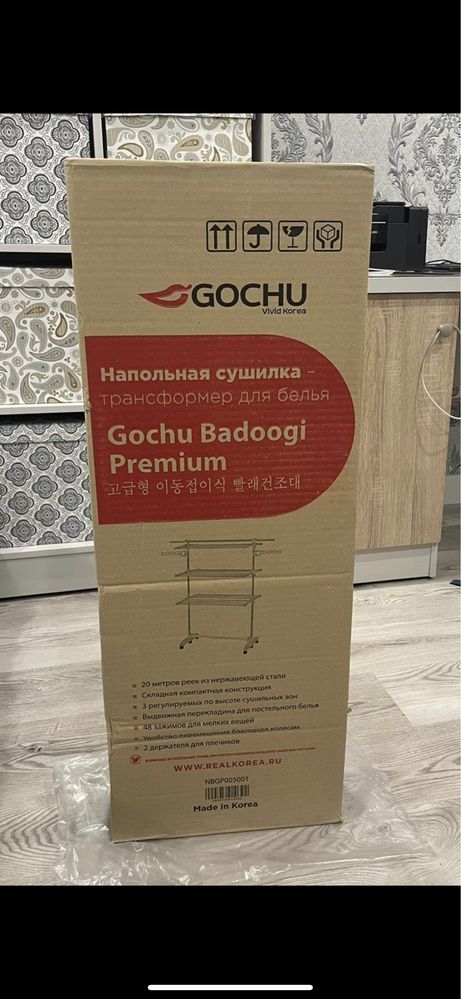 GOCHU
Vivid Korea
Напольная сушилка –
трансформер для белья
Gochu Badoogi
Premium
고급형 이동접이식 빨래건조대
20 метров реек из нержавеющей стали
Складная компактная конструкция
3 регулируемых по высоте сушильных зон
Выдвижная перекладина для постельного белья
48 зажимов для мелких вещей
Удобство перемещения благодаря колесам
2 держателя для плечиков
WWW.REALKOREA.RU
NBGP005001
Made in Korea